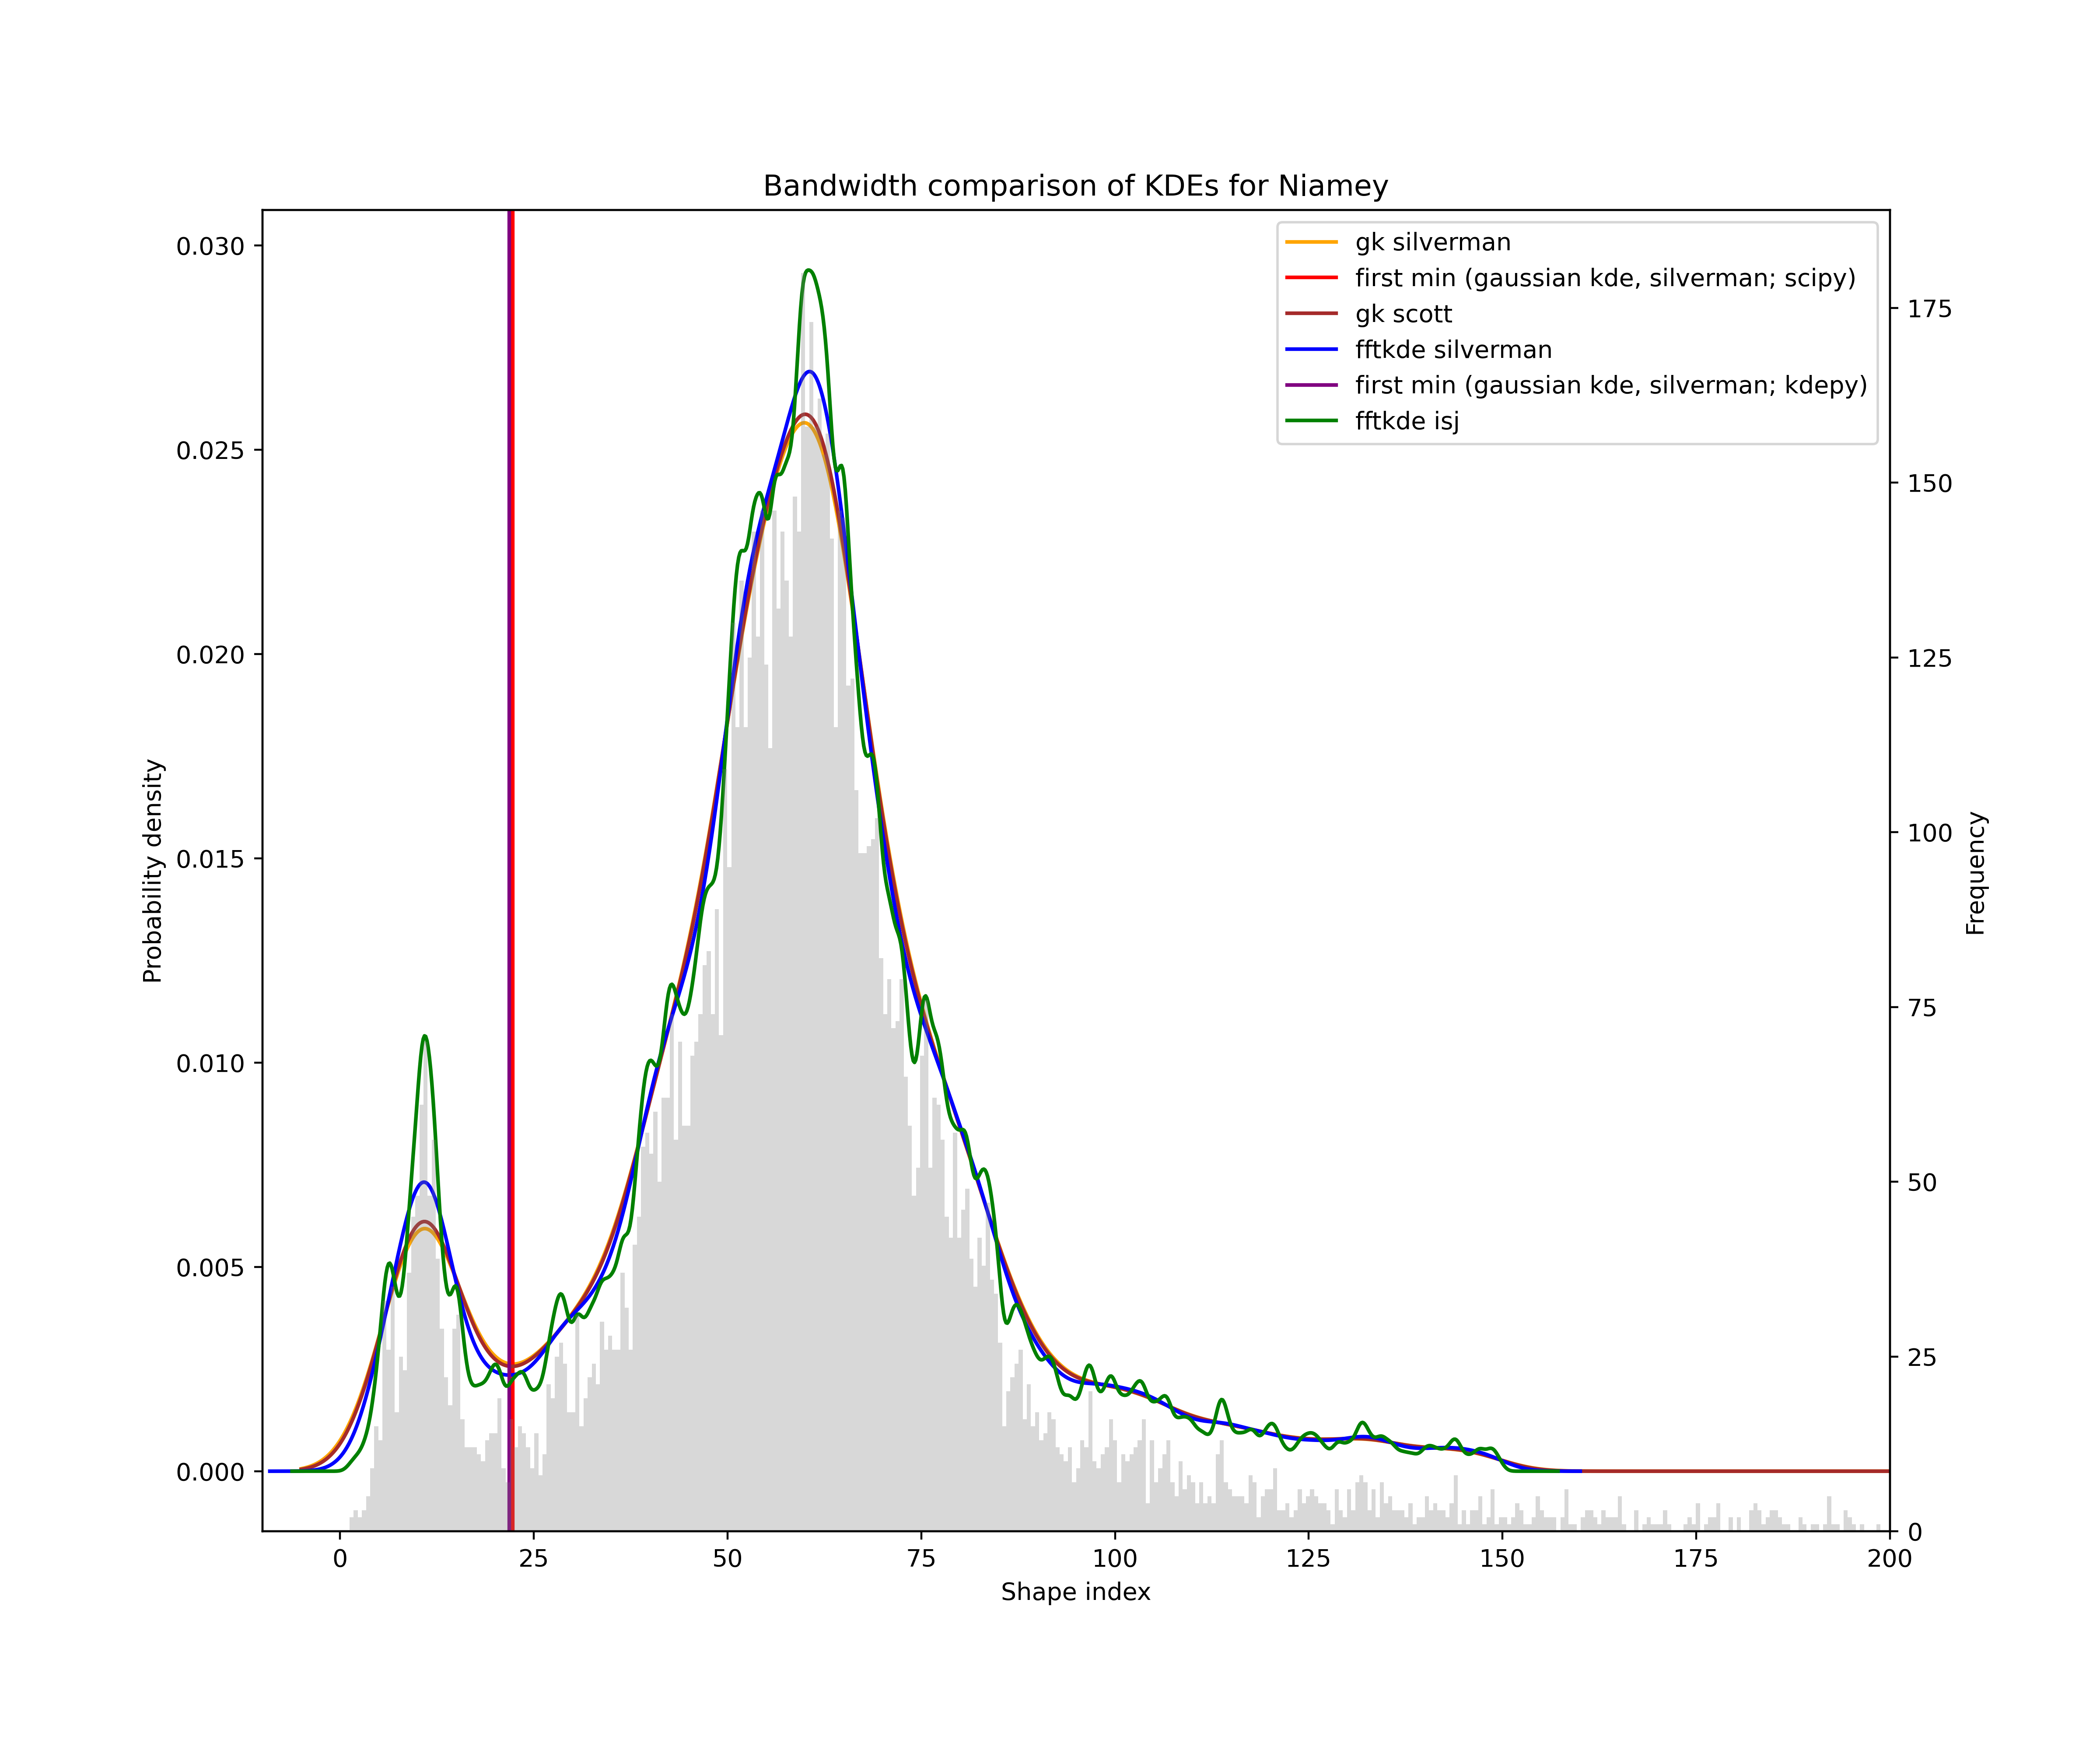 Bandwidth comparison of KDEs for Niamey
gk silverman
first min (gaussian kde, silverman; scipy)
gk scott
fftkde silverman
first min (gaussian kde, silverman; kdepy)
fftkde isj
Probability density
0.030
0.025
0.020
0.015
0.010
0.005
0.000
175
150
125
100
75
50
25
0
Frequency
0 25 50 75 100 125 150 175 200
Shape index